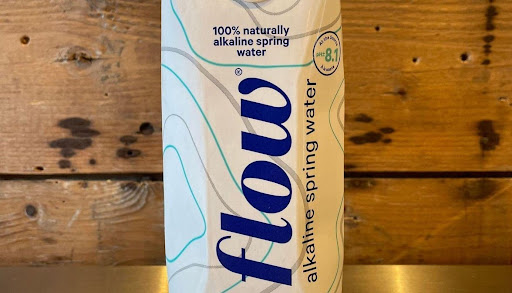 100% naturally
alkaline spring
water
8.1
flow®
alkaline spring water